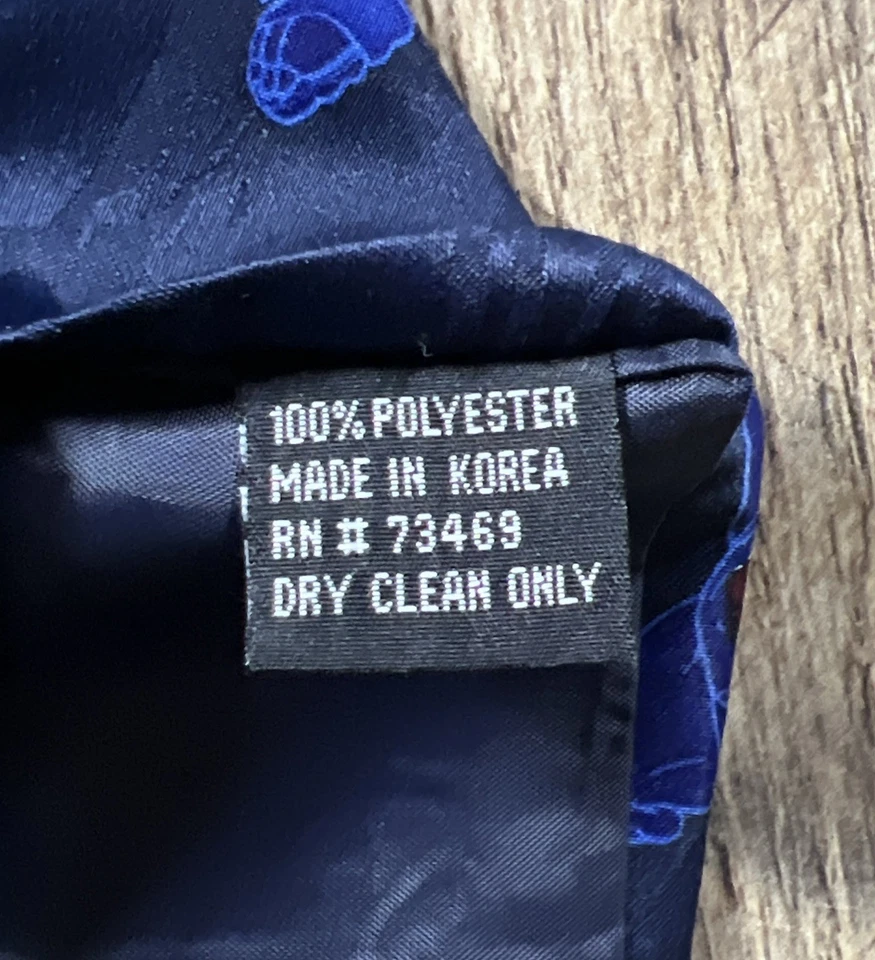 100% POLYESTER
MADE IN KOREA
RN # 73469
DRY CLEAN ONLY